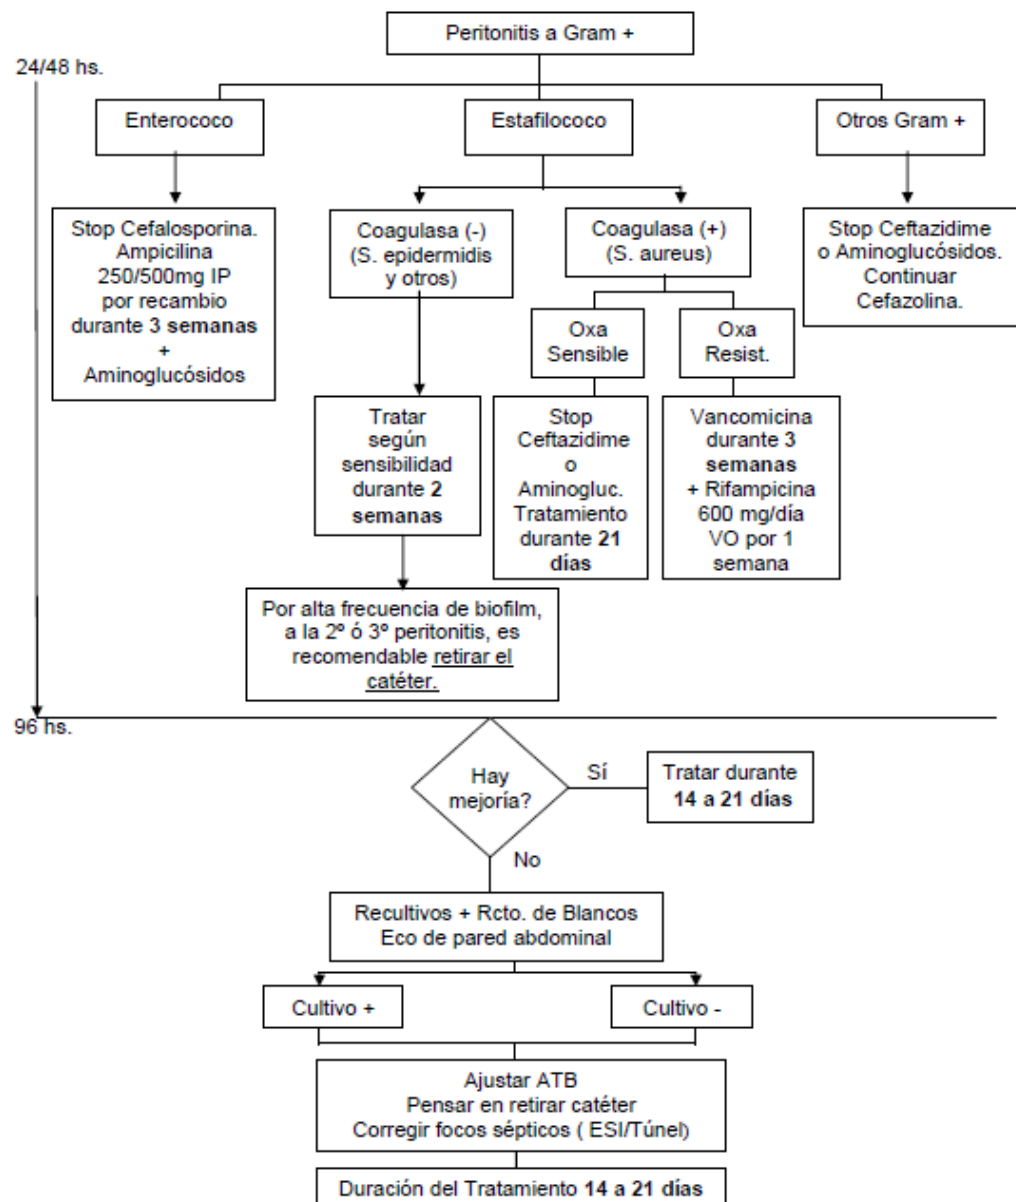 Peritonitis a Gram +
24/48 hs.
Enterococo
Estafilococo
Otros Gram +
Stop Cefalosporina.
Ampicilina
250/500mg IP
por recambio
durante 3 semanas
+
Aminoglucósidos
Coagulasa (-)
(S. epidermidis
y otros)
Coagulasa (+)
(S. aureus)
Stop Ceftazidime
o Aminoglucósidos.
Continuar
Cefazolina.
Oxa
Sensible
Oxa
Resist.
Tratar
según
sensibilidad
durante 2
semanas
Stop
Ceftazidime
o
Aminogluc.
Tratamiento
durante 21
días
Vancomicina
durante 3
semanas
+ Rifampicina
600 mg/día
VO por 1
semana
Por alta frecuencia de biofilm,
a la 2º ó 3º peritonitis, es
recomendable retirar el
catéter.
96 hs.
Hay
mejoría?
Sí
Tratar durante
14 a 21 días
No
Recultivos + Rcto. de Blancos
Eco de pared abdominal
Cultivo +
Cultivo -
Ajustar ATB
Pensar en retirar catéter
Corregir focos sépticos ( ESI/Túnel)
Duración del Tratamiento 14 a 21 días